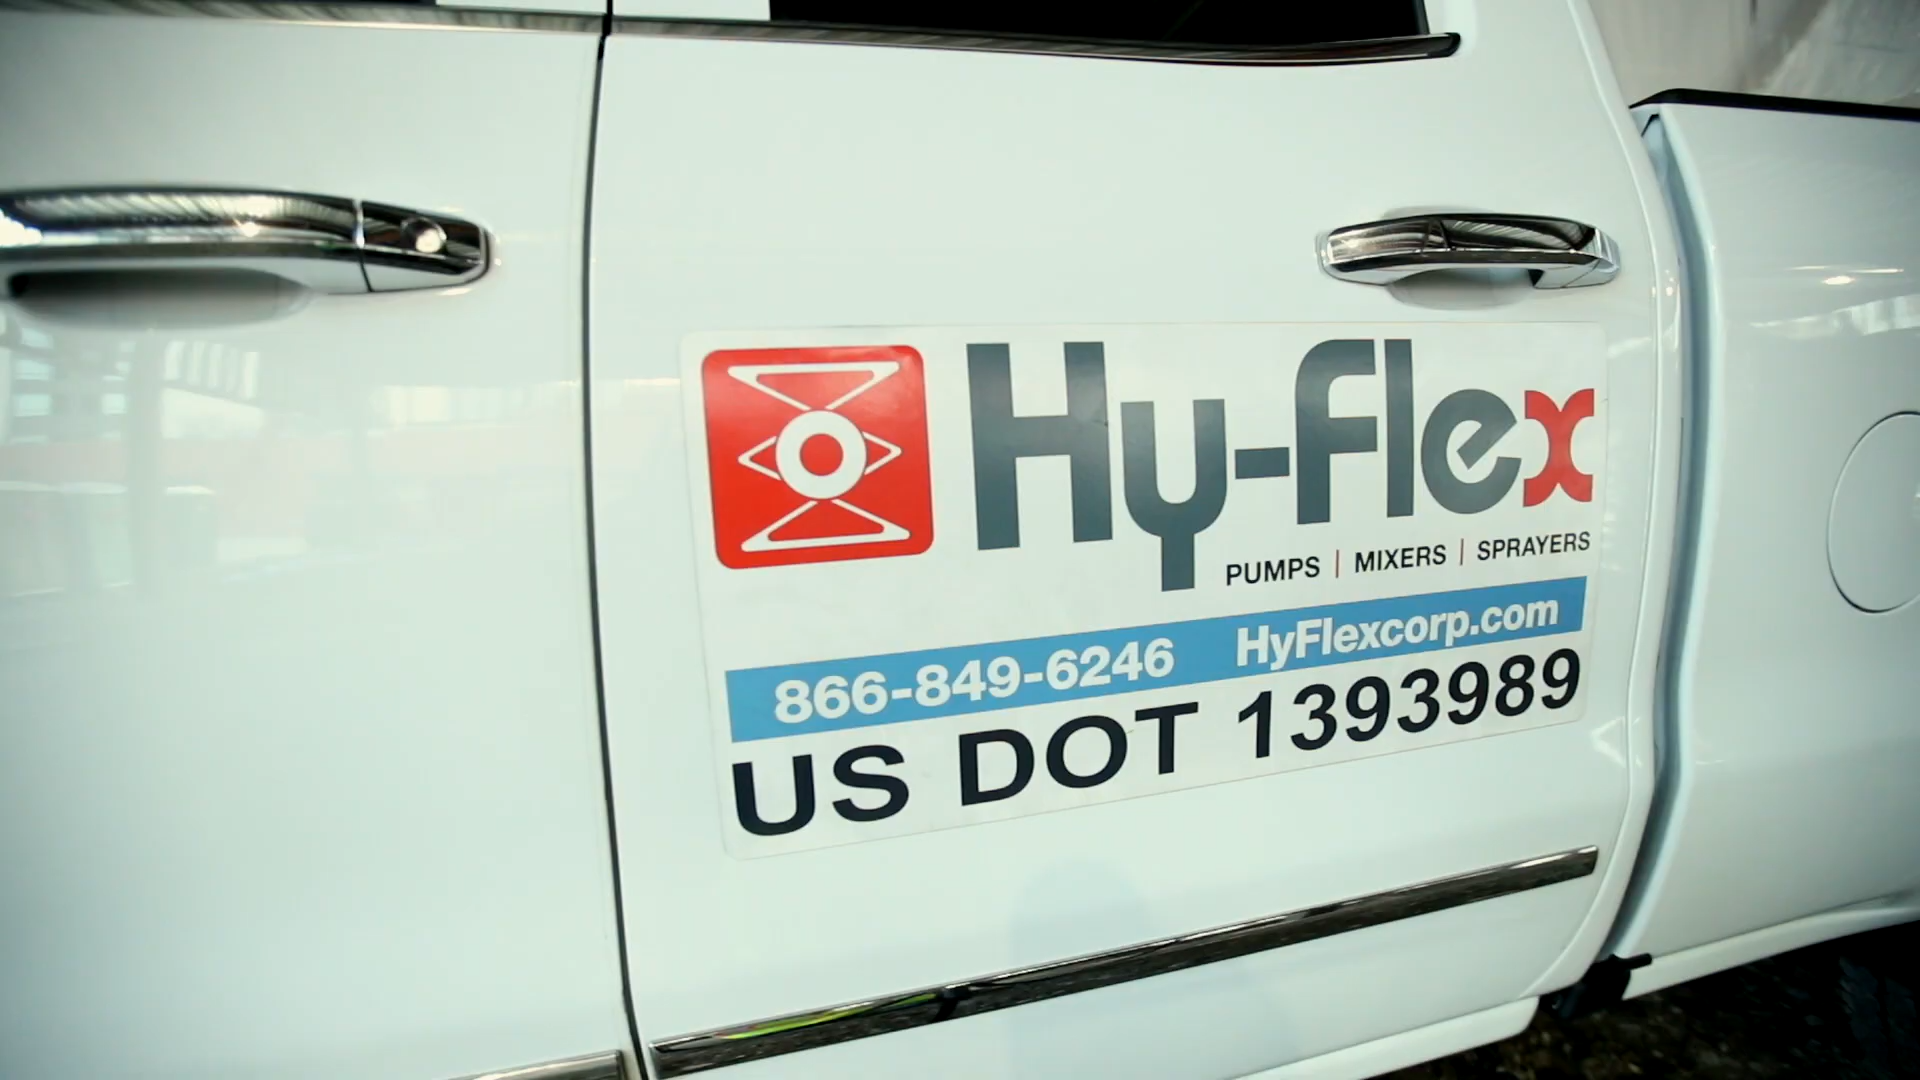 Hy-Flex
PUMPS | MIXERS | SPRAYERS
866-849-6246 HyFlexcorp.com
US DOT 1393989